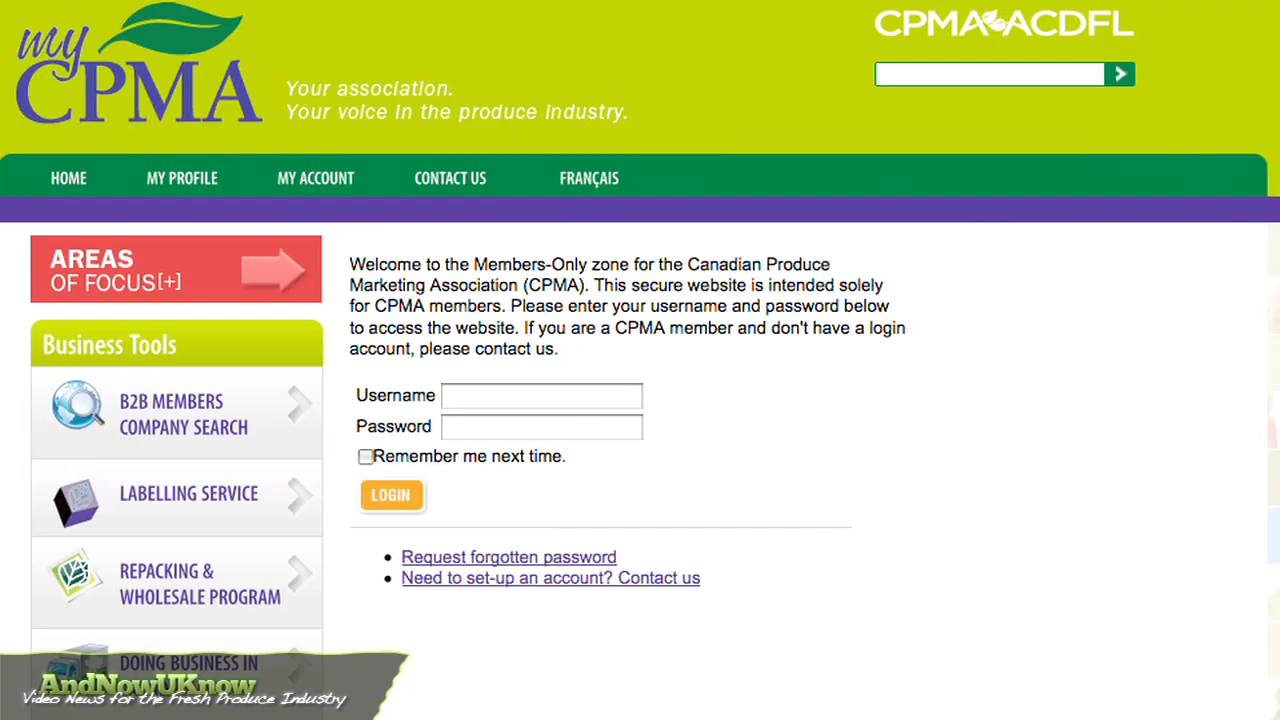 my
CPMA
Your association.
Your voice in the produce industry.
CPMA ACDFL
HOME
MY PROFILE
MY ACCOUNT
CONTACT US
FRANÇAIS
AREAS
OF FOCUS[+]
Business Tools
B2B MEMBERS
COMPANY SEARCH
LABELLING SERVICE
REPACKING &
WHOLESALE PROGRAM
DOING BUSINESS IN
Welcome to the Members-Only zone for the Canadian Produce
Marketing Association (CPMA). This secure website is intended solely
for CPMA members. Please enter your username and password below
to access the website. If you are a CPMA member and don't have a login
account, please contact us.
Username
Password
Remember me next time.
LOGIN
Request forgotten password
Need to set-up an account? Contact us
AndNowUKnow
Video News for the Fresh Produce Industry